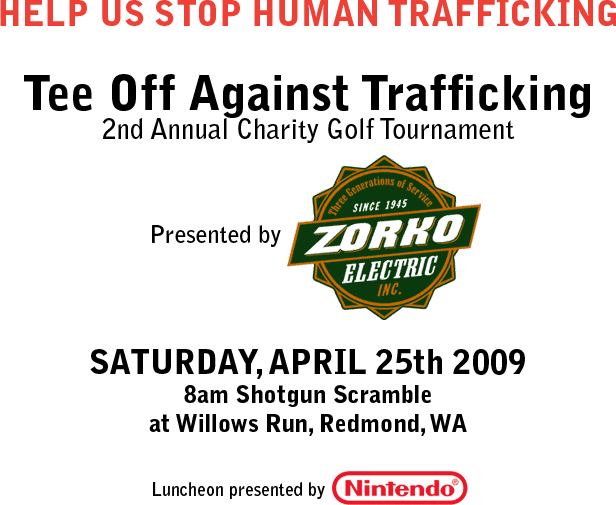 HELP US STOP HUMAN TRAFFICKING
Tee Off Against Trafficking
2nd Annual Charity Golf Tournament
Presented by
Three Generations of Service
SINCE 1945
ZORKO
ELECTRIC
INC.
SATURDAY, APRIL 25th 2009
8am Shotgun Scramble
at Willows Run, Redmond, WA
Luncheon presented by Nintendo®